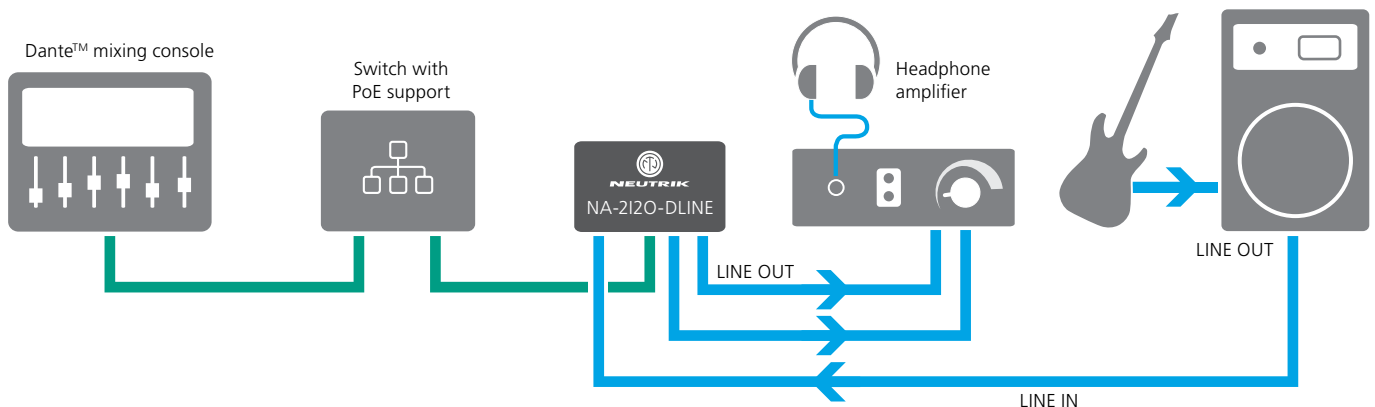 Dante™ mixing console
Switch with
PoE support
NEUTRIK
NA-2I2O-DLINE
Headphone
amplifier
LINE OUT
LINE OUT
LINE IN